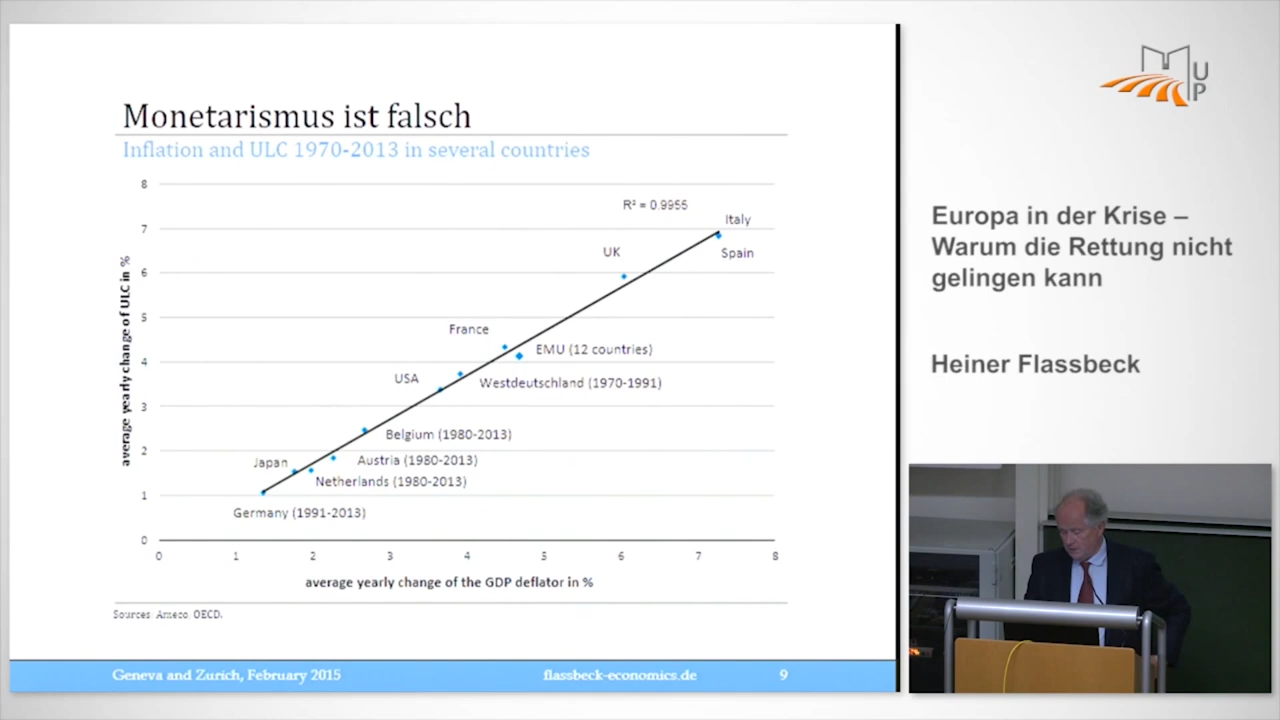 Monetarismus ist falsch
Inflation and ULC 1970-2013 in several countries
8
7
6
5
4
3
2
1
0
average yearly change of ULC in %
R² = 0.9955
Italy
Spain
UK
France
EMU (12 countries)
USA
Westdeutschland (1970-1991)
Belgium (1980-2013)
Japan
Austria (1980-2013)
Netherlands (1980-2013)
Germany (1991-2013)
0 1 2 3 4 5 6 7 8
average yearly change of the GDP deflator in %
Sources: Ameco. OECD.
Geneva and Zurich, February 2015 flassbeck-economics.de 9
M UP
Europa in der Krise –
Warum die Rettung nicht
gelingen kann
Heiner Flassbeck